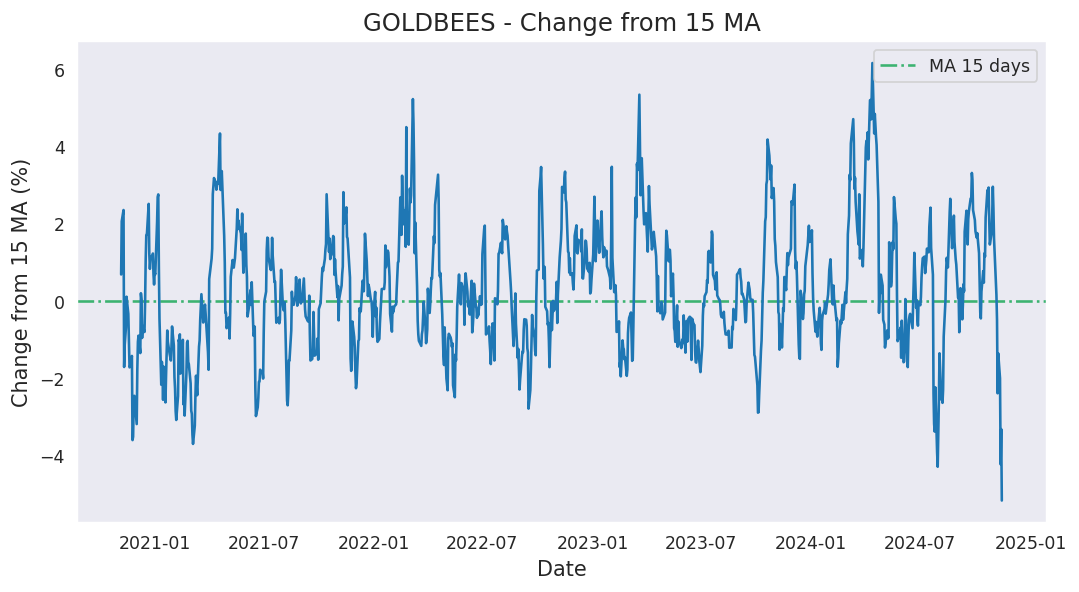 GOLDBEES - Change from 15 MA
MA 15 days
Change from 15 MA (%)
6
4
2
0
−2
−4
2021-01 2021-07 2022-01 2022-07 2023-01 2023-07 2024-01 2024-07 2025-01
Date